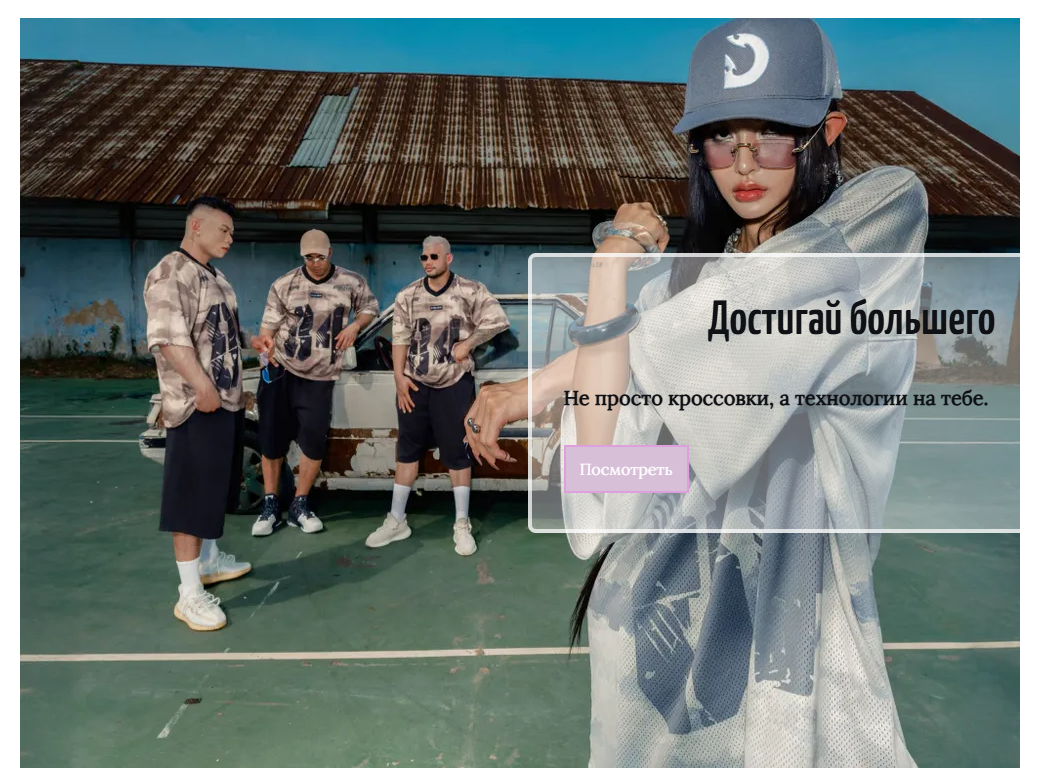 Достигай большего
Не просто кроссовки, а технологии на тебе.
Посмотреть